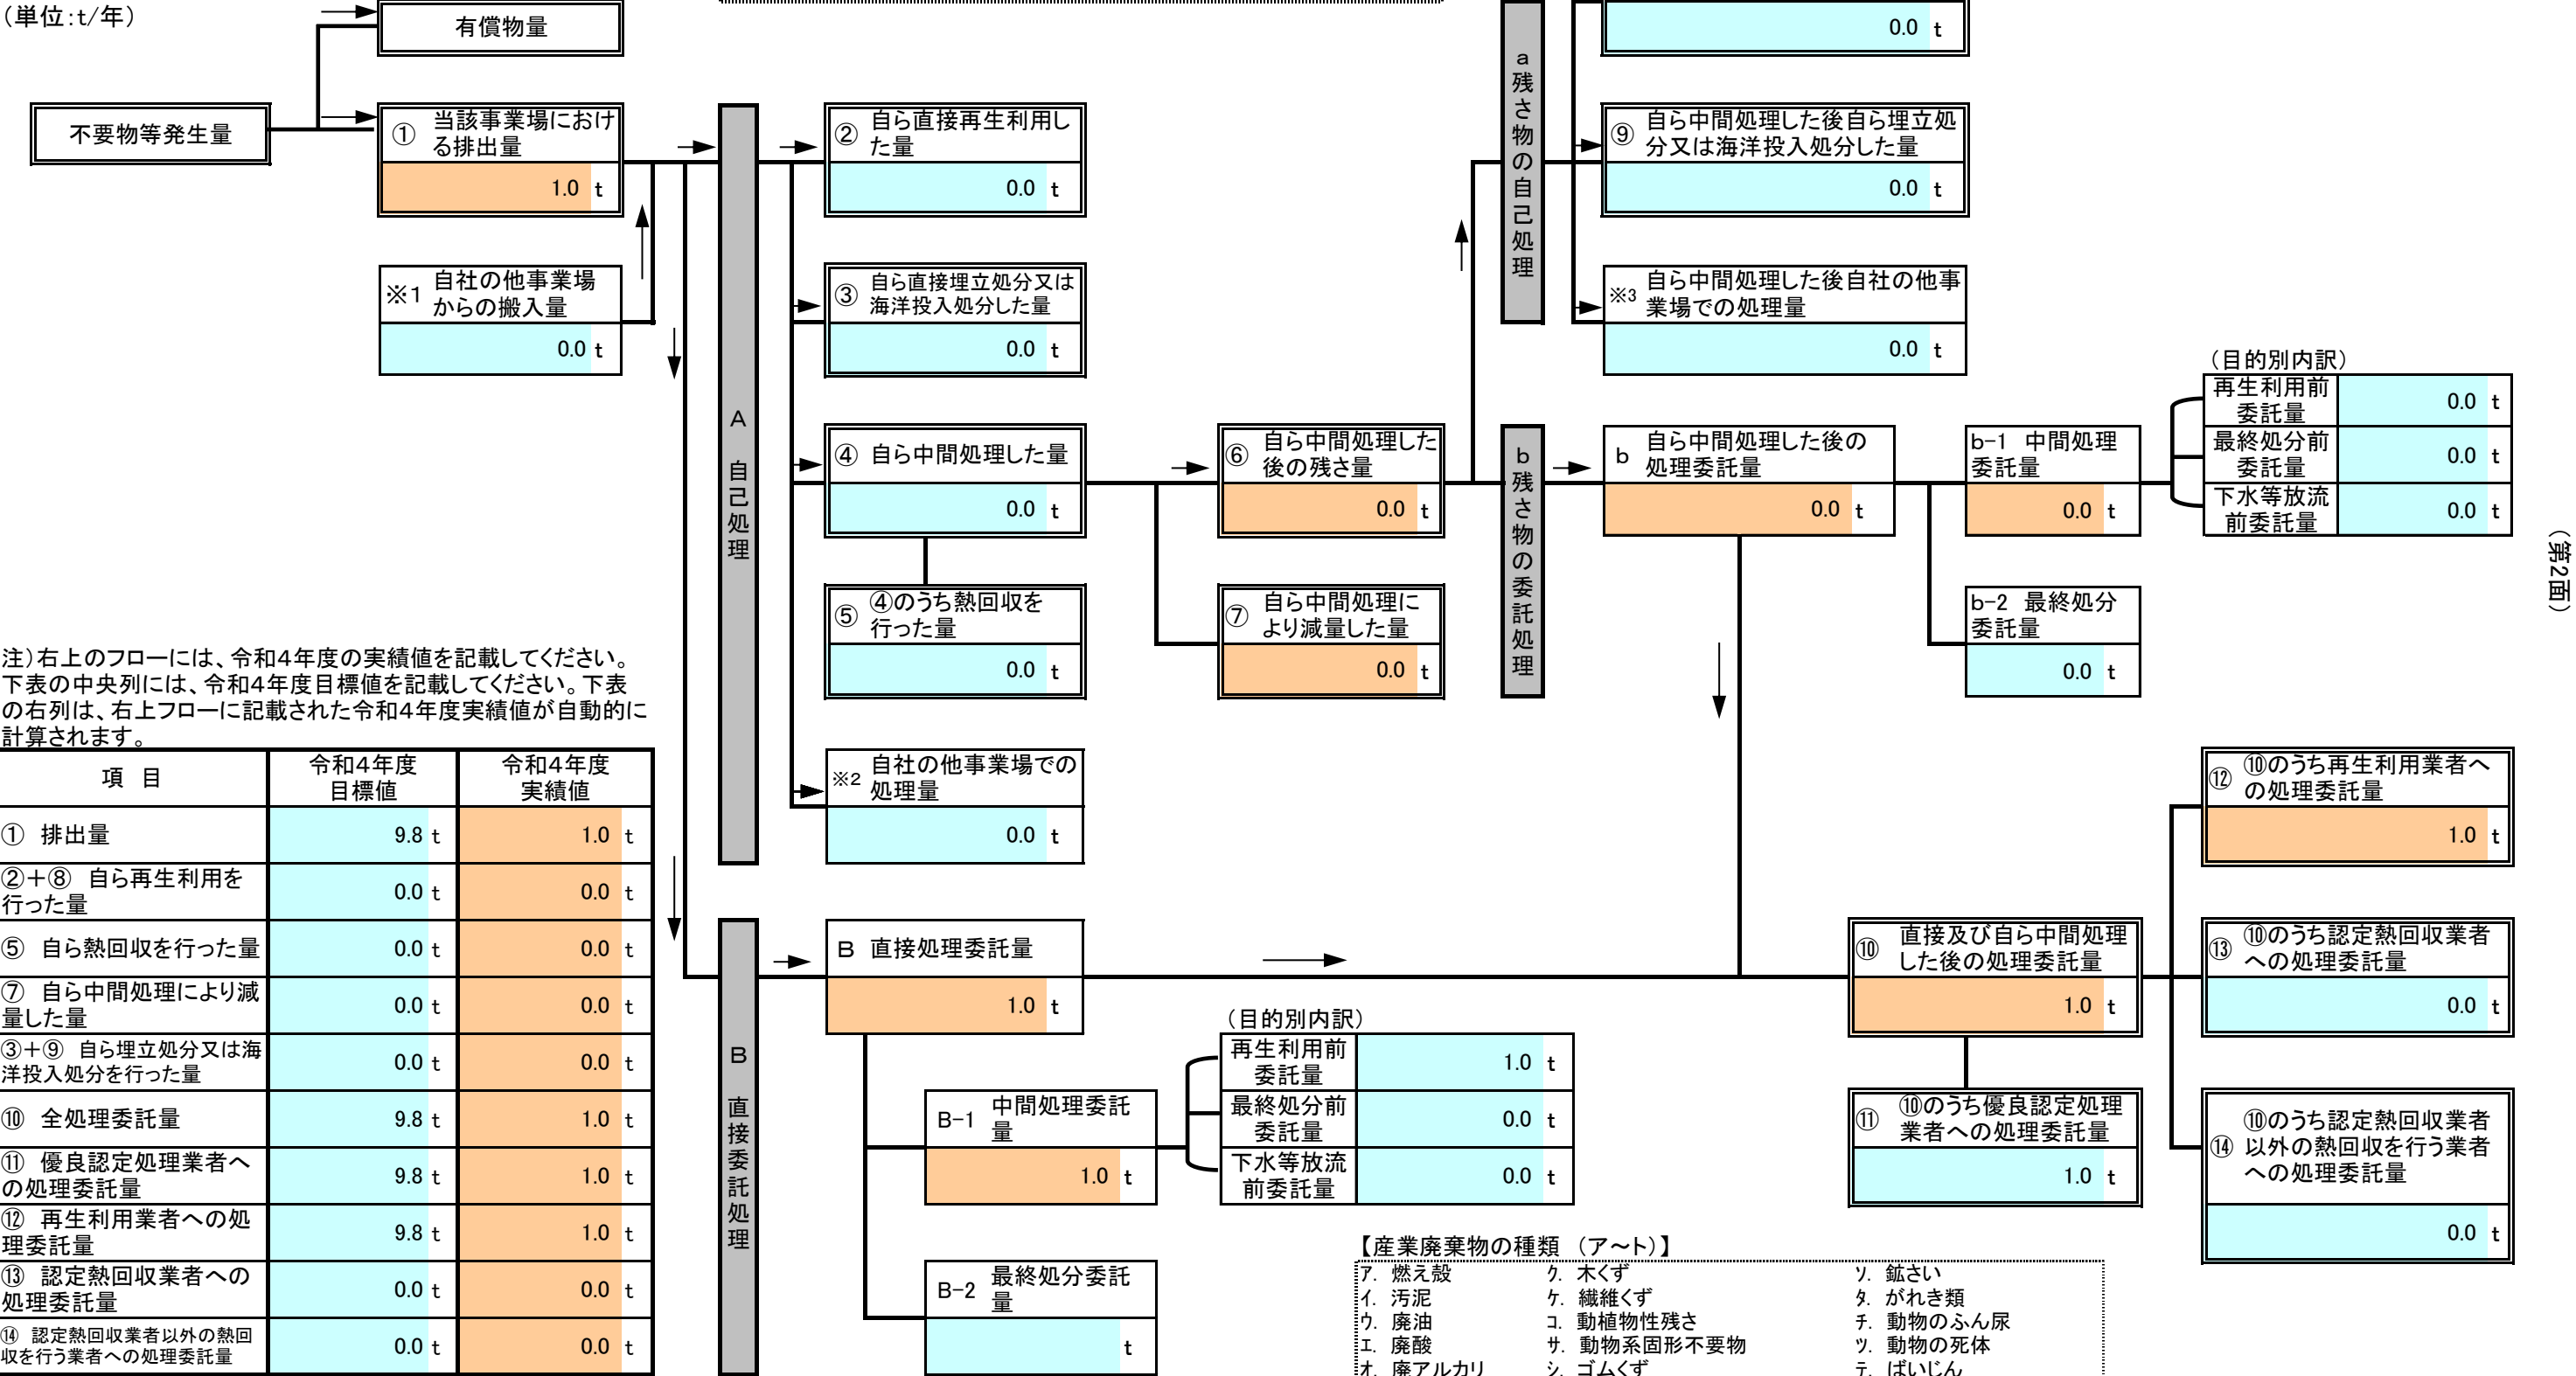 （単位：t/年）
有償物量
不要物等発生量
① 当該事業場におけ
る排出量
1.0 t
※1 自社の他事業場
からの搬入量
0.0 t
A 自己処理
② 自ら直接再生利用し
た量
0.0 t
③ 自ら直接埋立処分又は
海洋投入処分した量
0.0 t
④ 自ら中間処理した量
0.0 t
⑤ ④のうち熱回収を
行った量
0.0 t
※2 自社の他事業場での
処理量
0.0 t
⑥ 自ら中間処理した
後の残さ量
0.0 t
⑦ 自ら中間処理に
より減量した量
0.0 t
a 残さ物の自己処理
0.0 t
⑨ 自ら中間処理した後自ら埋立処
分又は海洋投入処分した量
0.0 t
※3 自ら中間処理した後自社の他事
業場での処理量
0.0 t
b 残さ物の委託処理
b 自ら中間処理した後の
処理委託量
0.0 t
b-1 中間処理
委託量
0.0 t
（目的別内訳）
再生利用前
委託量
0.0 t
最終処分前
委託量
0.0 t
下水等放流
前委託量
0.0 t
b-2 最終処分
委託量
0.0 t
（第2面）
注）右上のフローには、令和4年度の実績値を記載してください。
下表の中央列には、令和4年度目標値を記載してください。下表
の右列は、右上フローに記載された令和4年度実績値が自動的に
計算されます。
項 目
令和4年度
目標値
令和4年度
実績値
① 排出量
9.8 t 1.0 t
②＋⑧ 自ら再生利用を
行った量
0.0 t 0.0 t
⑤ 自ら熱回収を行った量
0.0 t 0.0 t
⑦ 自ら中間処理により減
量した量
0.0 t 0.0 t
③＋⑨ 自ら埋立処分又は海
洋投入処分を行った量
0.0 t 0.0 t
⑩ 全処理委託量
9.8 t 1.0 t
⑪ 優良認定処理業者へ
の処理委託量
9.8 t 1.0 t
⑫ 再生利用業者への処
理委託量
9.8 t 1.0 t
⑬ 認定熱回収業者への
処理委託量
0.0 t 0.0 t
⑭ 認定熱回収業者以外の熱回
収を行う業者への処理委託量
0.0 t 0.0 t
B 直接委託処理
B 直接処理委託量
1.0 t
B-1 中間処理委託
量
1.0 t
（目的別内訳）
再生利用前
委託量
1.0 t
最終処分前
委託量
0.0 t
下水等放流
前委託量
0.0 t
B-2 最終処分委託
量
t
⑩ 直接及び自ら中間処理
した後の処理委託量
1.0 t
⑪ ⑩のうち優良認定処理
業者への処理委託量
1.0 t
⑫ ⑩のうち再生利用業者へ
の処理委託量
1.0 t
⑬ ⑩のうち認定熱回収業者
への処理委託量
0.0 t
⑭ ⑩のうち認定熱回収業者
以外の熱回収を行う業者
への処理委託量
0.0 t
【産業廃棄物の種類 （ア～ト）】
ア. 燃え殻 ク. 木くず ソ. 鉱さい
イ. 汚泥 ケ. 繊維くず タ. がれき類
ウ. 廃油 コ. 動植物性残さ チ. 動物のふん尿
エ. 廃酸 サ. 動物系固形不要物 ツ. 動物の死体
オ. 廃アルカリ シ. ゴムくず テ. ばいじん